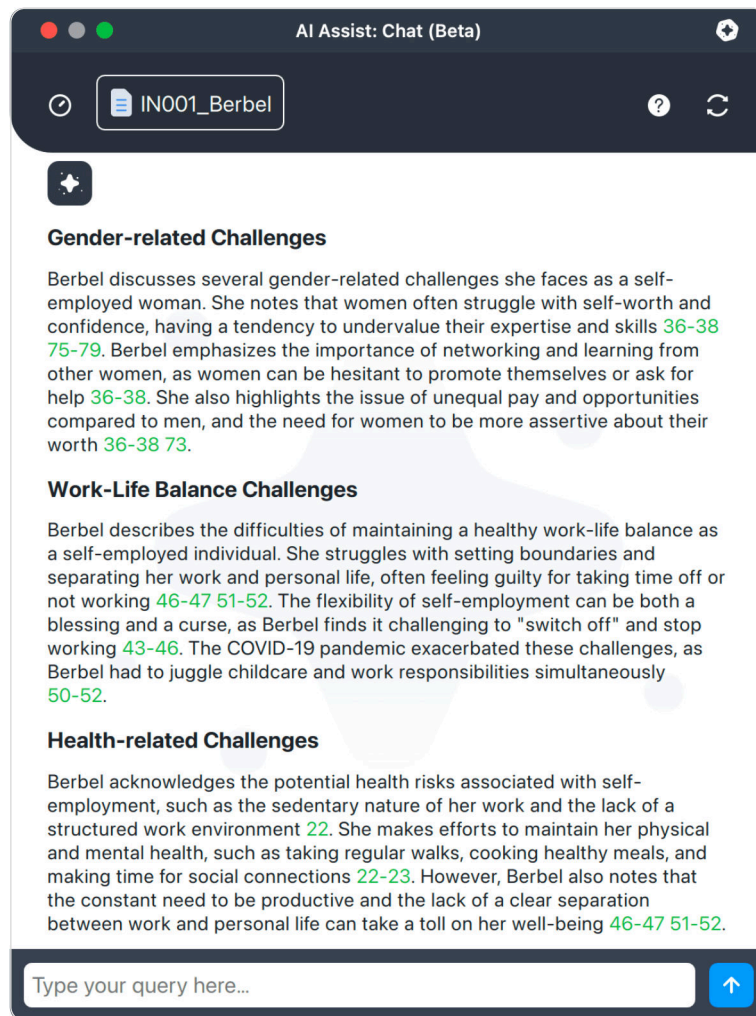 AI Assist: Chat (Beta)
IN001_Berbel
?
Gender-related Challenges
Berbel discusses several gender-related challenges she faces as a self-
employed woman. She notes that women often struggle with self-worth and
confidence, having a tendency to undervalue their expertise and skills 36-38
75-79. Berbel emphasizes the importance of networking and learning from
other women, as women can be hesitant to promote themselves or ask for
help 36-38. She also highlights the issue of unequal pay and opportunities
compared to men, and the need for women to be more assertive about their
worth 36-38 73.
Work-Life Balance Challenges
Berbel describes the difficulties of maintaining a healthy work-life balance as
a self-employed individual. She struggles with setting boundaries and
separating her work and personal life, often feeling guilty for taking time off or
not working 46-47 51-52. The flexibility of self-employment can be both a
blessing and a curse, as Berbel finds it challenging to "switch off" and stop
working 43-46. The COVID-19 pandemic exacerbated these challenges, as
Berbel had to juggle childcare and work responsibilities simultaneously
50-52.
Health-related Challenges
Berbel acknowledges the potential health risks associated with self-
employment, such as the sedentary nature of her work and the lack of a
structured work environment 22. She makes efforts to maintain her physical
and mental health, such as taking regular walks, cooking healthy meals, and
making time for social connections 22-23. However, Berbel also notes that
the constant need to be productive and the lack of a clear separation
between work and personal life can take a toll on her well-being 46-47 51-52.
Type your query here...